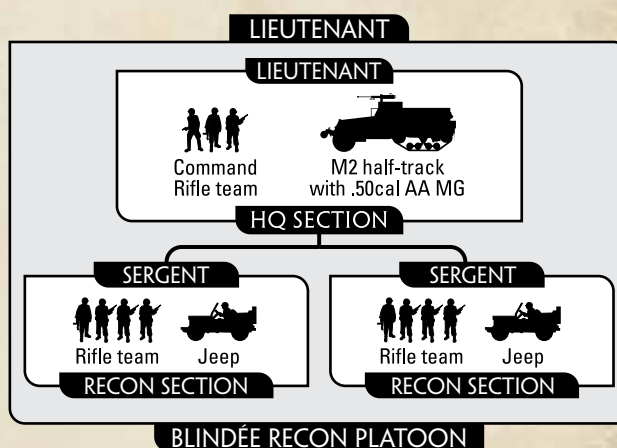 LIEUTENANT
LIEUTENANT
Command
Rifle team
M2 half-track
with .50cal AA MG
HQ SECTION
SERGENT
Rifle team
Jeep
RECON SECTION
SERGENT
Rifle team
Jeep
RECON SECTION
BLINDÉE RECON PLATOON